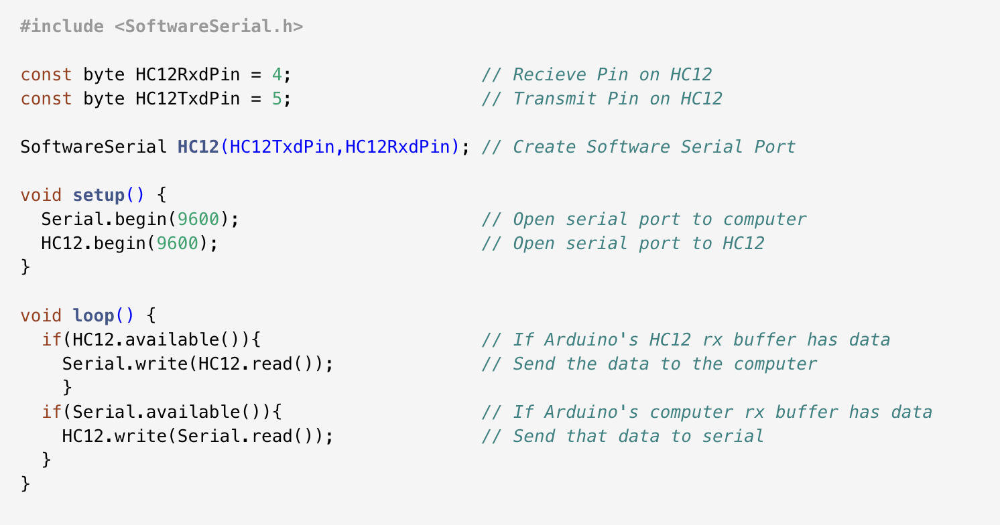 #include <SoftwareSerial.h>
const byte HC12RxdPin = 4;                  // Recieve Pin on HC12
const byte HC12TxdPin = 5;                  // Transmit Pin on HC12
SoftwareSerial HC12(HC12TxdPin,HC12RxdPin); // Create Software Serial Port
void setup() {
  Serial.begin(9600);                       // Open serial port to computer
  HC12.begin(9600);                         // Open serial port to HC12
}
void loop() {
  if(HC12.available()){                     // If Arduino's HC12 rx buffer has data
    Serial.write(HC12.read());              // Send the data to the computer
    }
  if(Serial.available()){                   // If Arduino's computer rx buffer has data
    HC12.write(Serial.read());              // Send that data to serial
  }
}